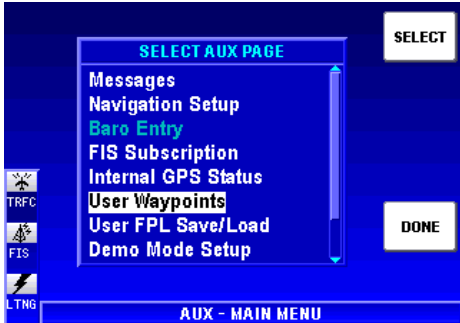 SELECT
SELECT AUX PAGE
Messages
Navigation Setup
Baro Entry
FIS Subscription
Internal GPS Status
User Waypoints
User FPL Save/Load
Demo Mode Setup
TRFC
FIS
LTNG
DONE
AUX - MAIN MENU